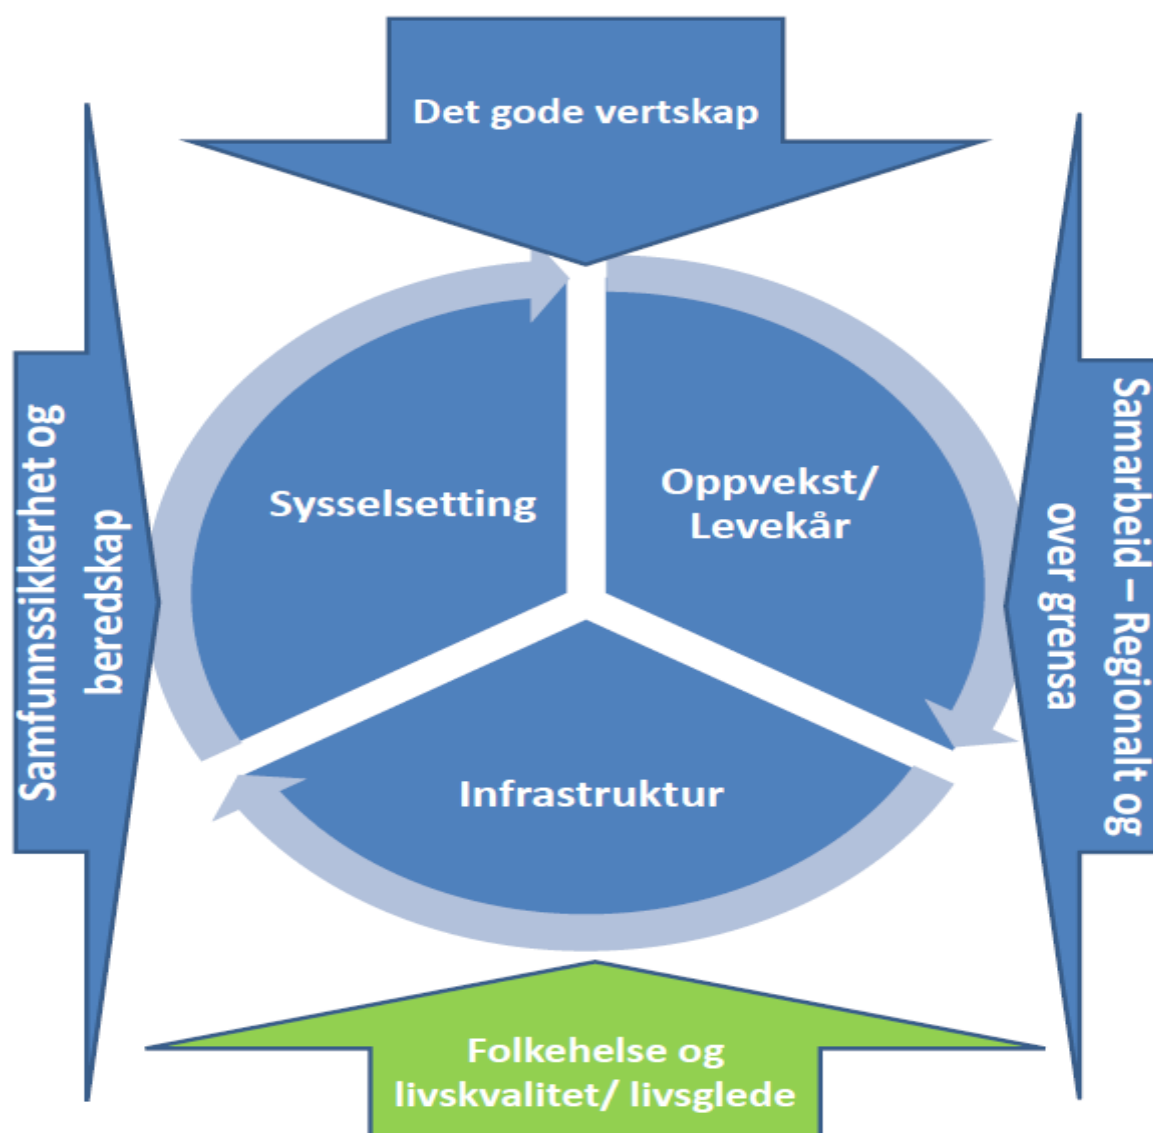 Det gode vertskap
Samfunnssikkerhet og
beredskap
Sysselsetting
Oppvekst/
Levekår
Samarbeid – Regionalt og
over grensa
Infrastruktur
Folkehelse og
livskvalitet/ livsglede